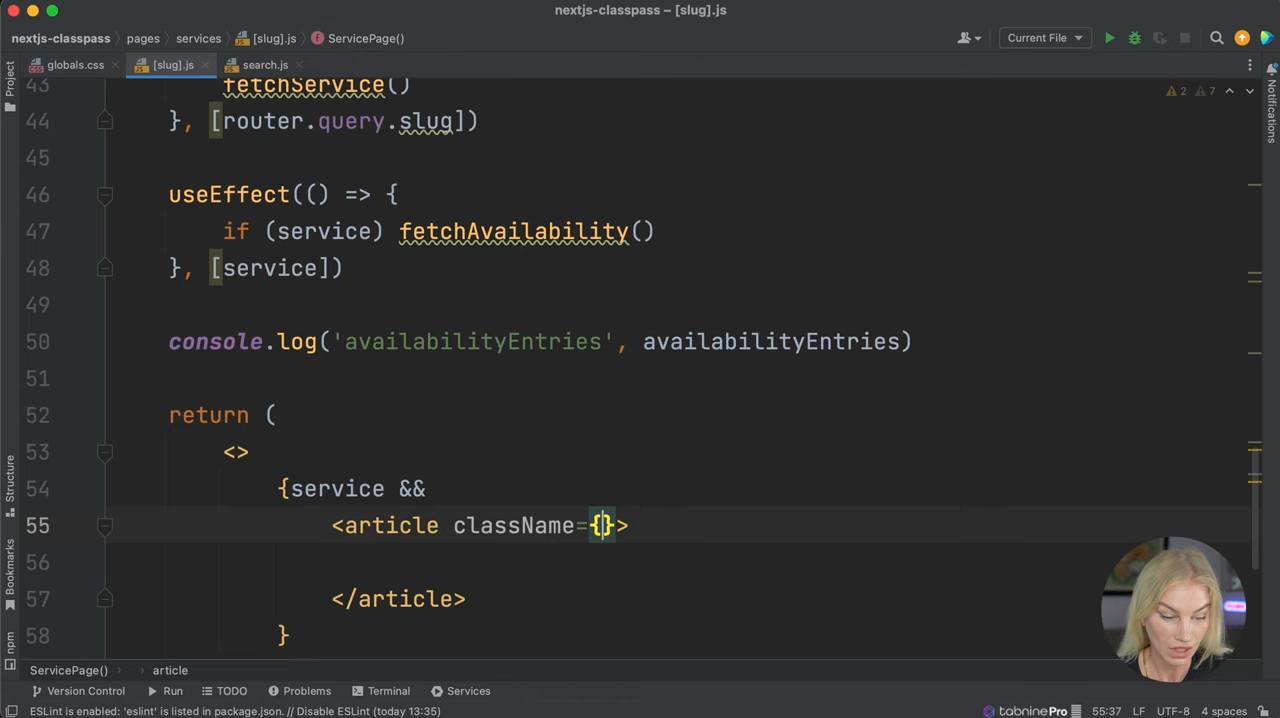 nextjs-classpass – [slug].js
nextjs-classpass pages services [slug].js ServicePage() Current File
globals.css [slug].js search.js
Project
Notifications
2 7
43 fetchService()
44 }, [router.query.slug])
45
46 useEffect(() => {
47 if (service) fetchAvailability()
48 }, [service])
49
50 console.log('availabilityEntries', availabilityEntries)
51
52 return (
53 <>
54 {service &&
55 <article className={}>
56
57 </article>
58 }
Structure
Bookmarks
npm
ServicePage() article
Version Control Run TODO Problems Terminal Services
ESLint is enabled: 'eslint' is listed in package.json. // Disable ESLint (today 13:35) tabninePro 55:37 LF UTF-8 4 spaces